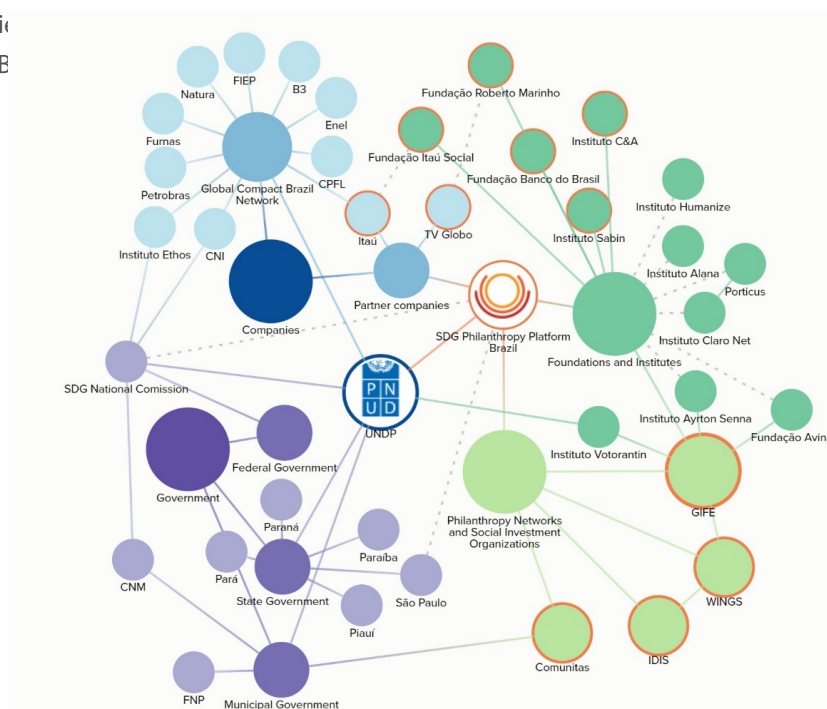 FIEP
B3
Natura
Enel
Fundação Roberto Marinho
Furnas
Instituto C&A
Fundação Itaú Social
Petrobras
Global Compact Brazil
Network
CPFL
Fundação Banco do Brasil
Instituto Humanize
Instituto Ethos
CNI
Itaú
TV Globo
Instituto Sabin
Instituto Alana
Porticus
Companies
Partner companies
SDG Philanthropy Platform
Brazil
Instituto Claro Net
Foundations and Institutes
SDG National Comission
P N
U D
UNDP
Instituto Ayrton Senna
Fundação Avin
Federal Government
Instituto Votorantin
Government
Paraná
Philanthropy Networks
and Social Investment
Organizations
GIFE
Paraíba
Pará
CNM
State Government
São Paulo
WINGS
Piauí
Comunitas
IDIS
FNP
Municipal Government